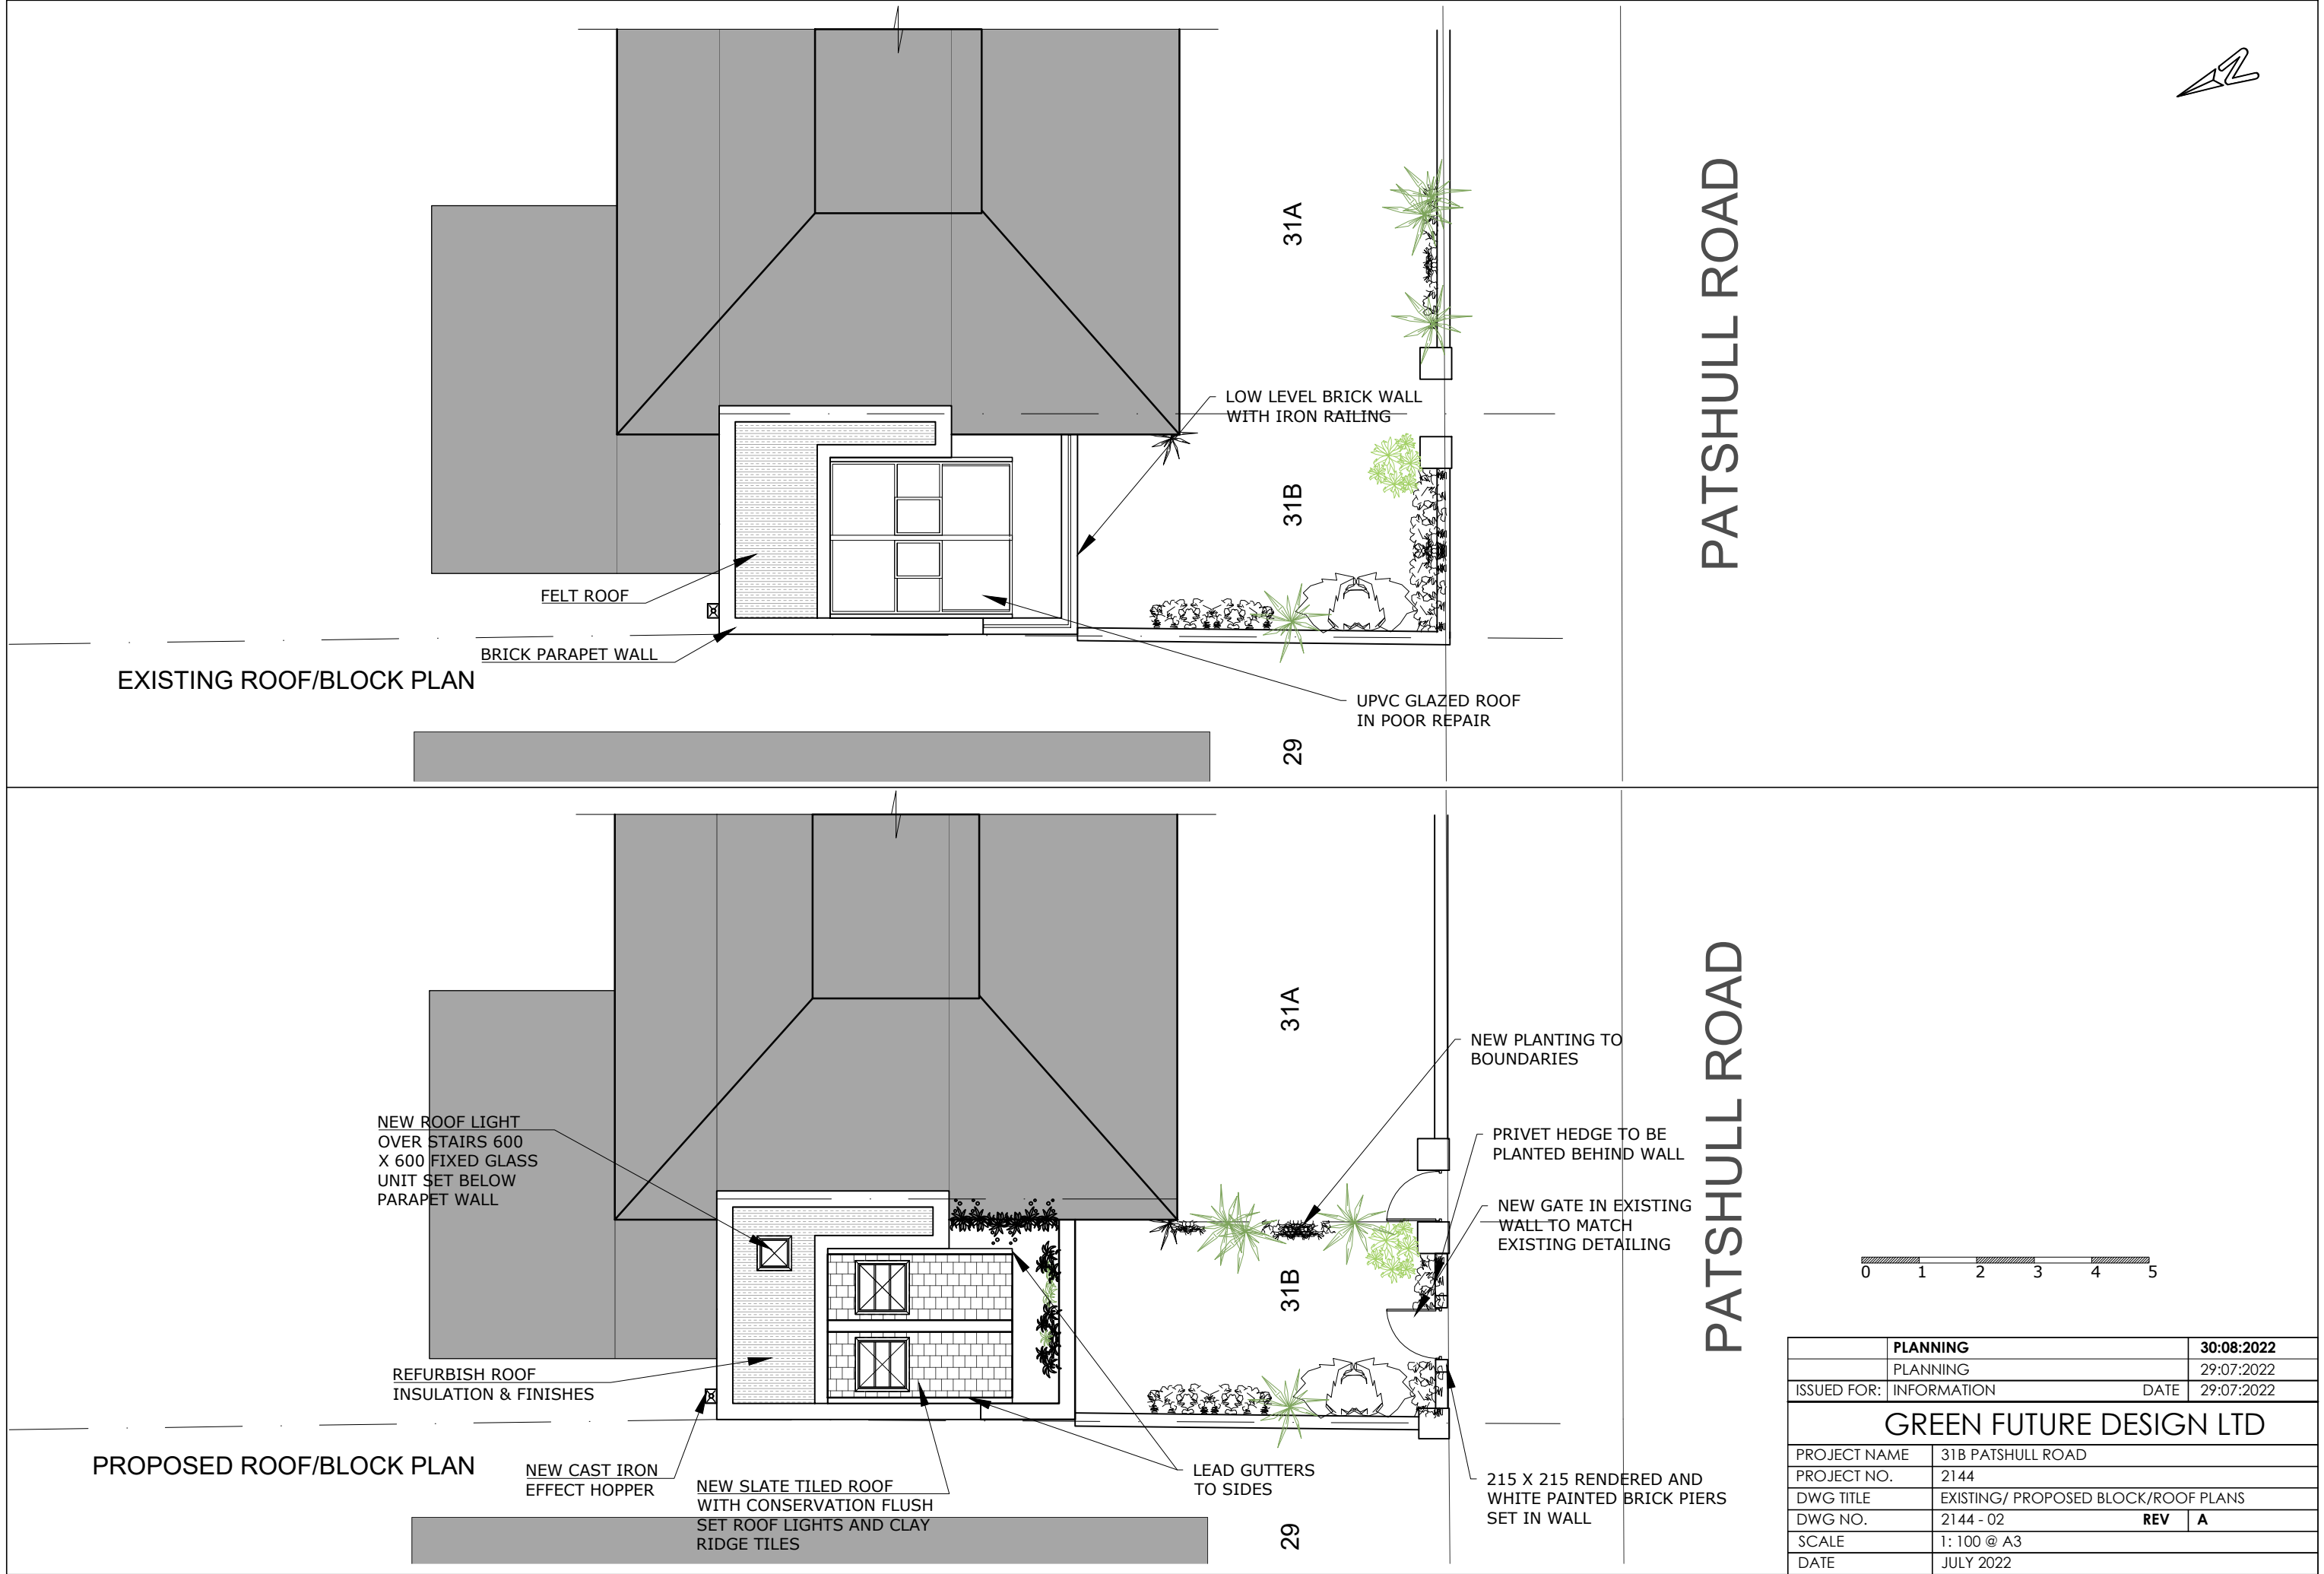 31A
PATSHULL ROAD
LOW LEVEL BRICK WALL
WITH IRON RAILING
31B
FELT ROOF
BRICK PARAPET WALL
EXISTING ROOF/BLOCK PLAN
UPVC GLAZED ROOF
IN POOR REPAIR
29
31A
PATSHULL ROAD
NEW PLANTING TO
BOUNDARIES
NEW ROOF LIGHT
OVER STAIRS 600
X 600 FIXED GLASS
UNIT SET BELOW
PARAPET WALL
PRIVET HEDGE TO BE
PLANTED BEHIND WALL
NEW GATE IN EXISTING
WALL TO MATCH
EXISTING DETAILING
31B
0 1 2 3 4 5
REFURBISH ROOF
INSULATION & FINISHES
PROPOSED ROOF/BLOCK PLAN
NEW CAST IRON
EFFECT HOPPER
NEW SLATE TILED ROOF
WITH CONSERVATION FLUSH
SET ROOF LIGHTS AND CLAY
RIDGE TILES
LEAD GUTTERS
TO SIDES
215 X 215 RENDERED AND
WHITE PAINTED BRICK PIERS
SET IN WALL
29
PLANNING 30:08:2022
PLANNING 29:07:2022
ISSUED FOR: INFORMATION DATE 29:07:2022
GREEN FUTURE DESIGN LTD
PROJECT NAME 31B PATSHULL ROAD
PROJECT NO. 2144
DWG TITLE EXISTING/ PROPOSED BLOCK/ROOF PLANS
DWG NO. 2144 - 02 REV A
SCALE 1: 100 @ A3
DATE JULY 2022